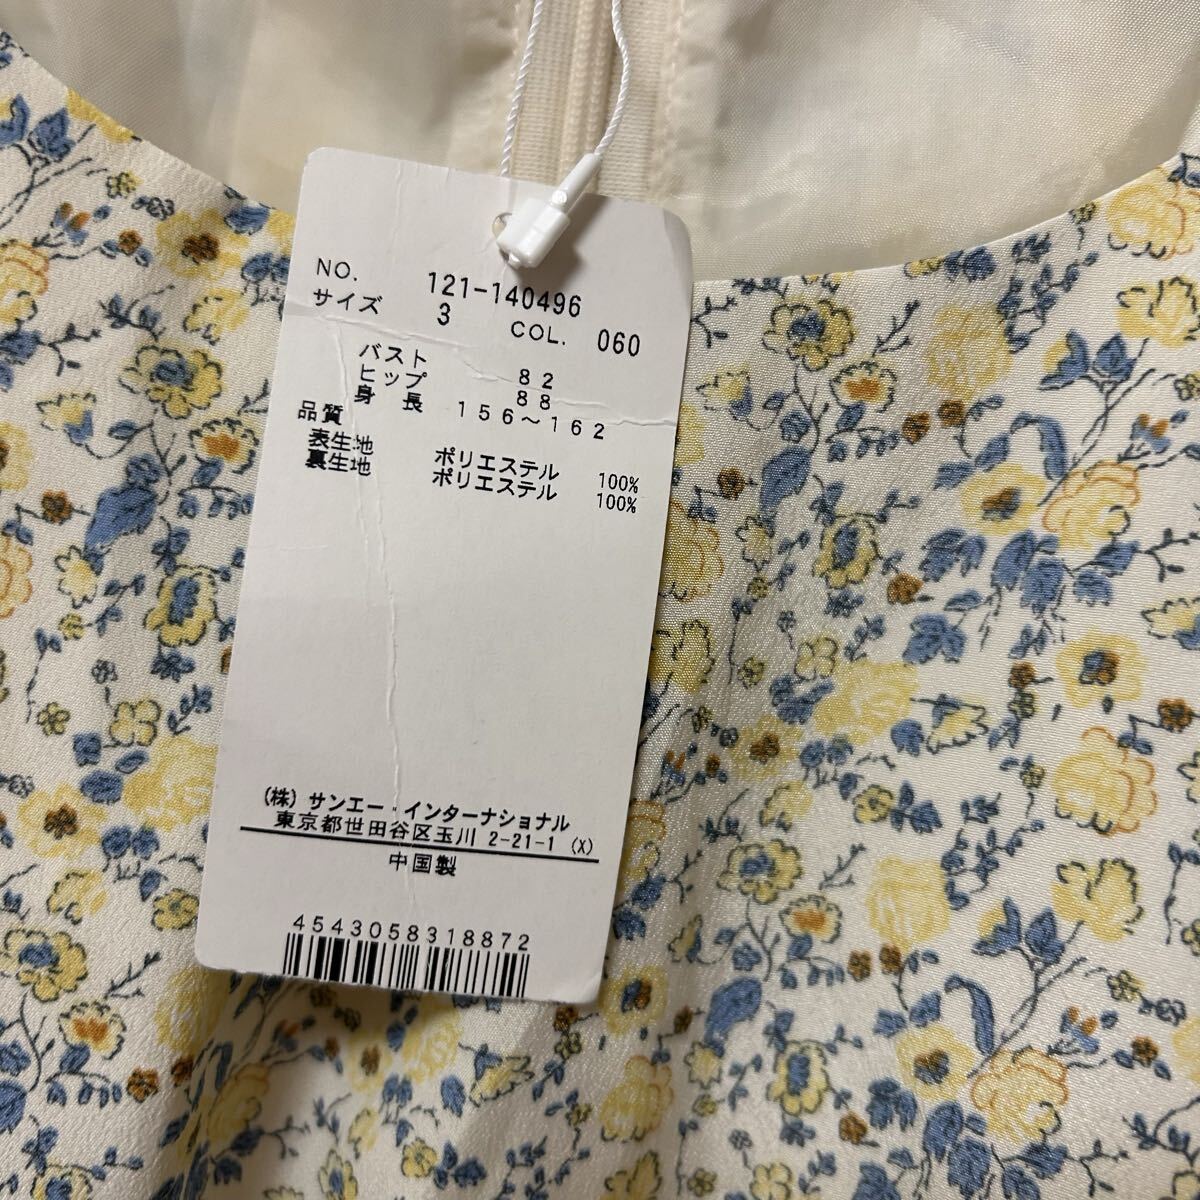 NO. 121-140496
サイズ 3 COL. 060
バスト 82
ヒップ 88
身長 156〜162
品質
表生地 ポリエステル 100%
裏生地 ポリエステル 100%
(株) サンエー・インターナショナル
東京都世田谷区玉川 2-21-1 (X)
中国製
4543058318872